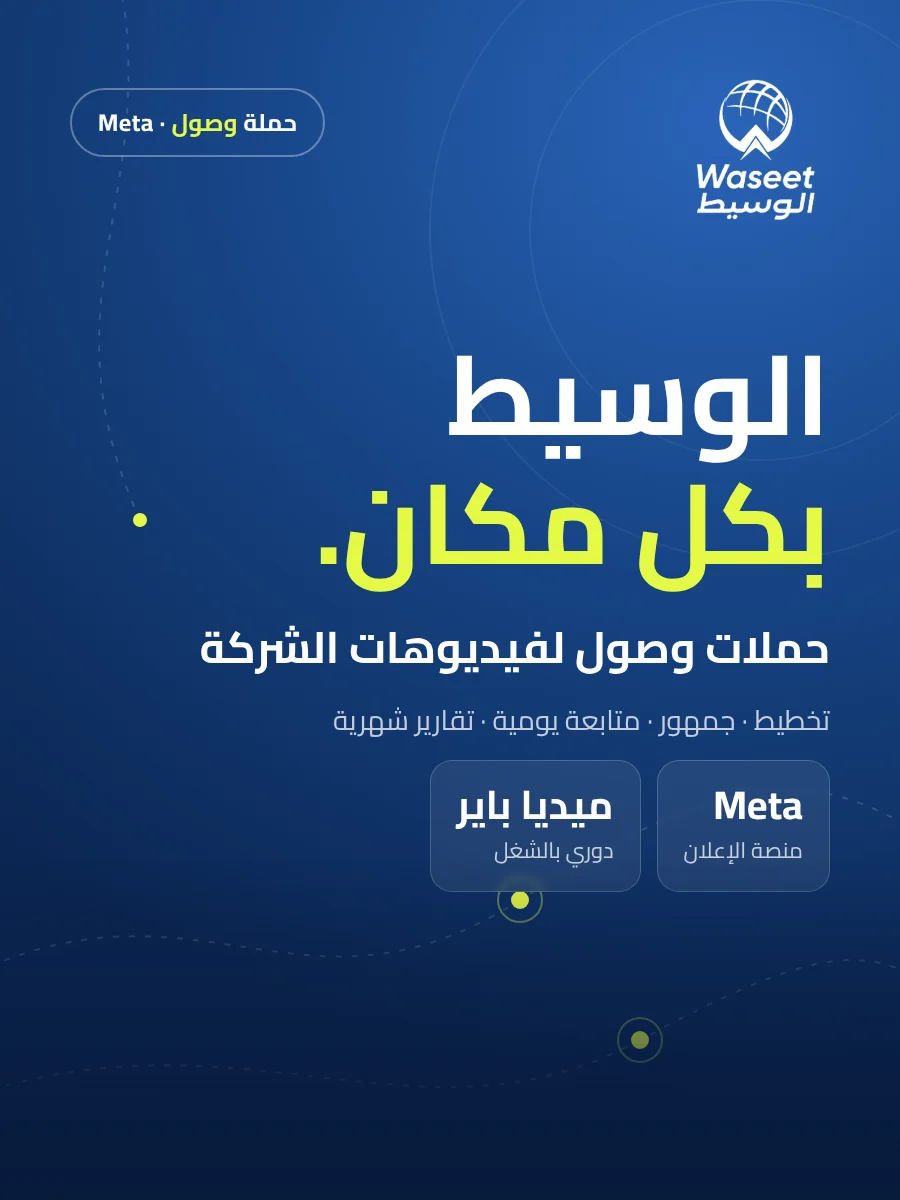 حملة وصول · Meta
Waseet
الوسيط
الوسيط
بكل مكان.
حملات وصول لفيديوهات الشركة
تخطيط · جمهور · متابعة يومية · تقارير شهرية
Meta
منصة الإعلان
ميديا باير
دوري بالشغل